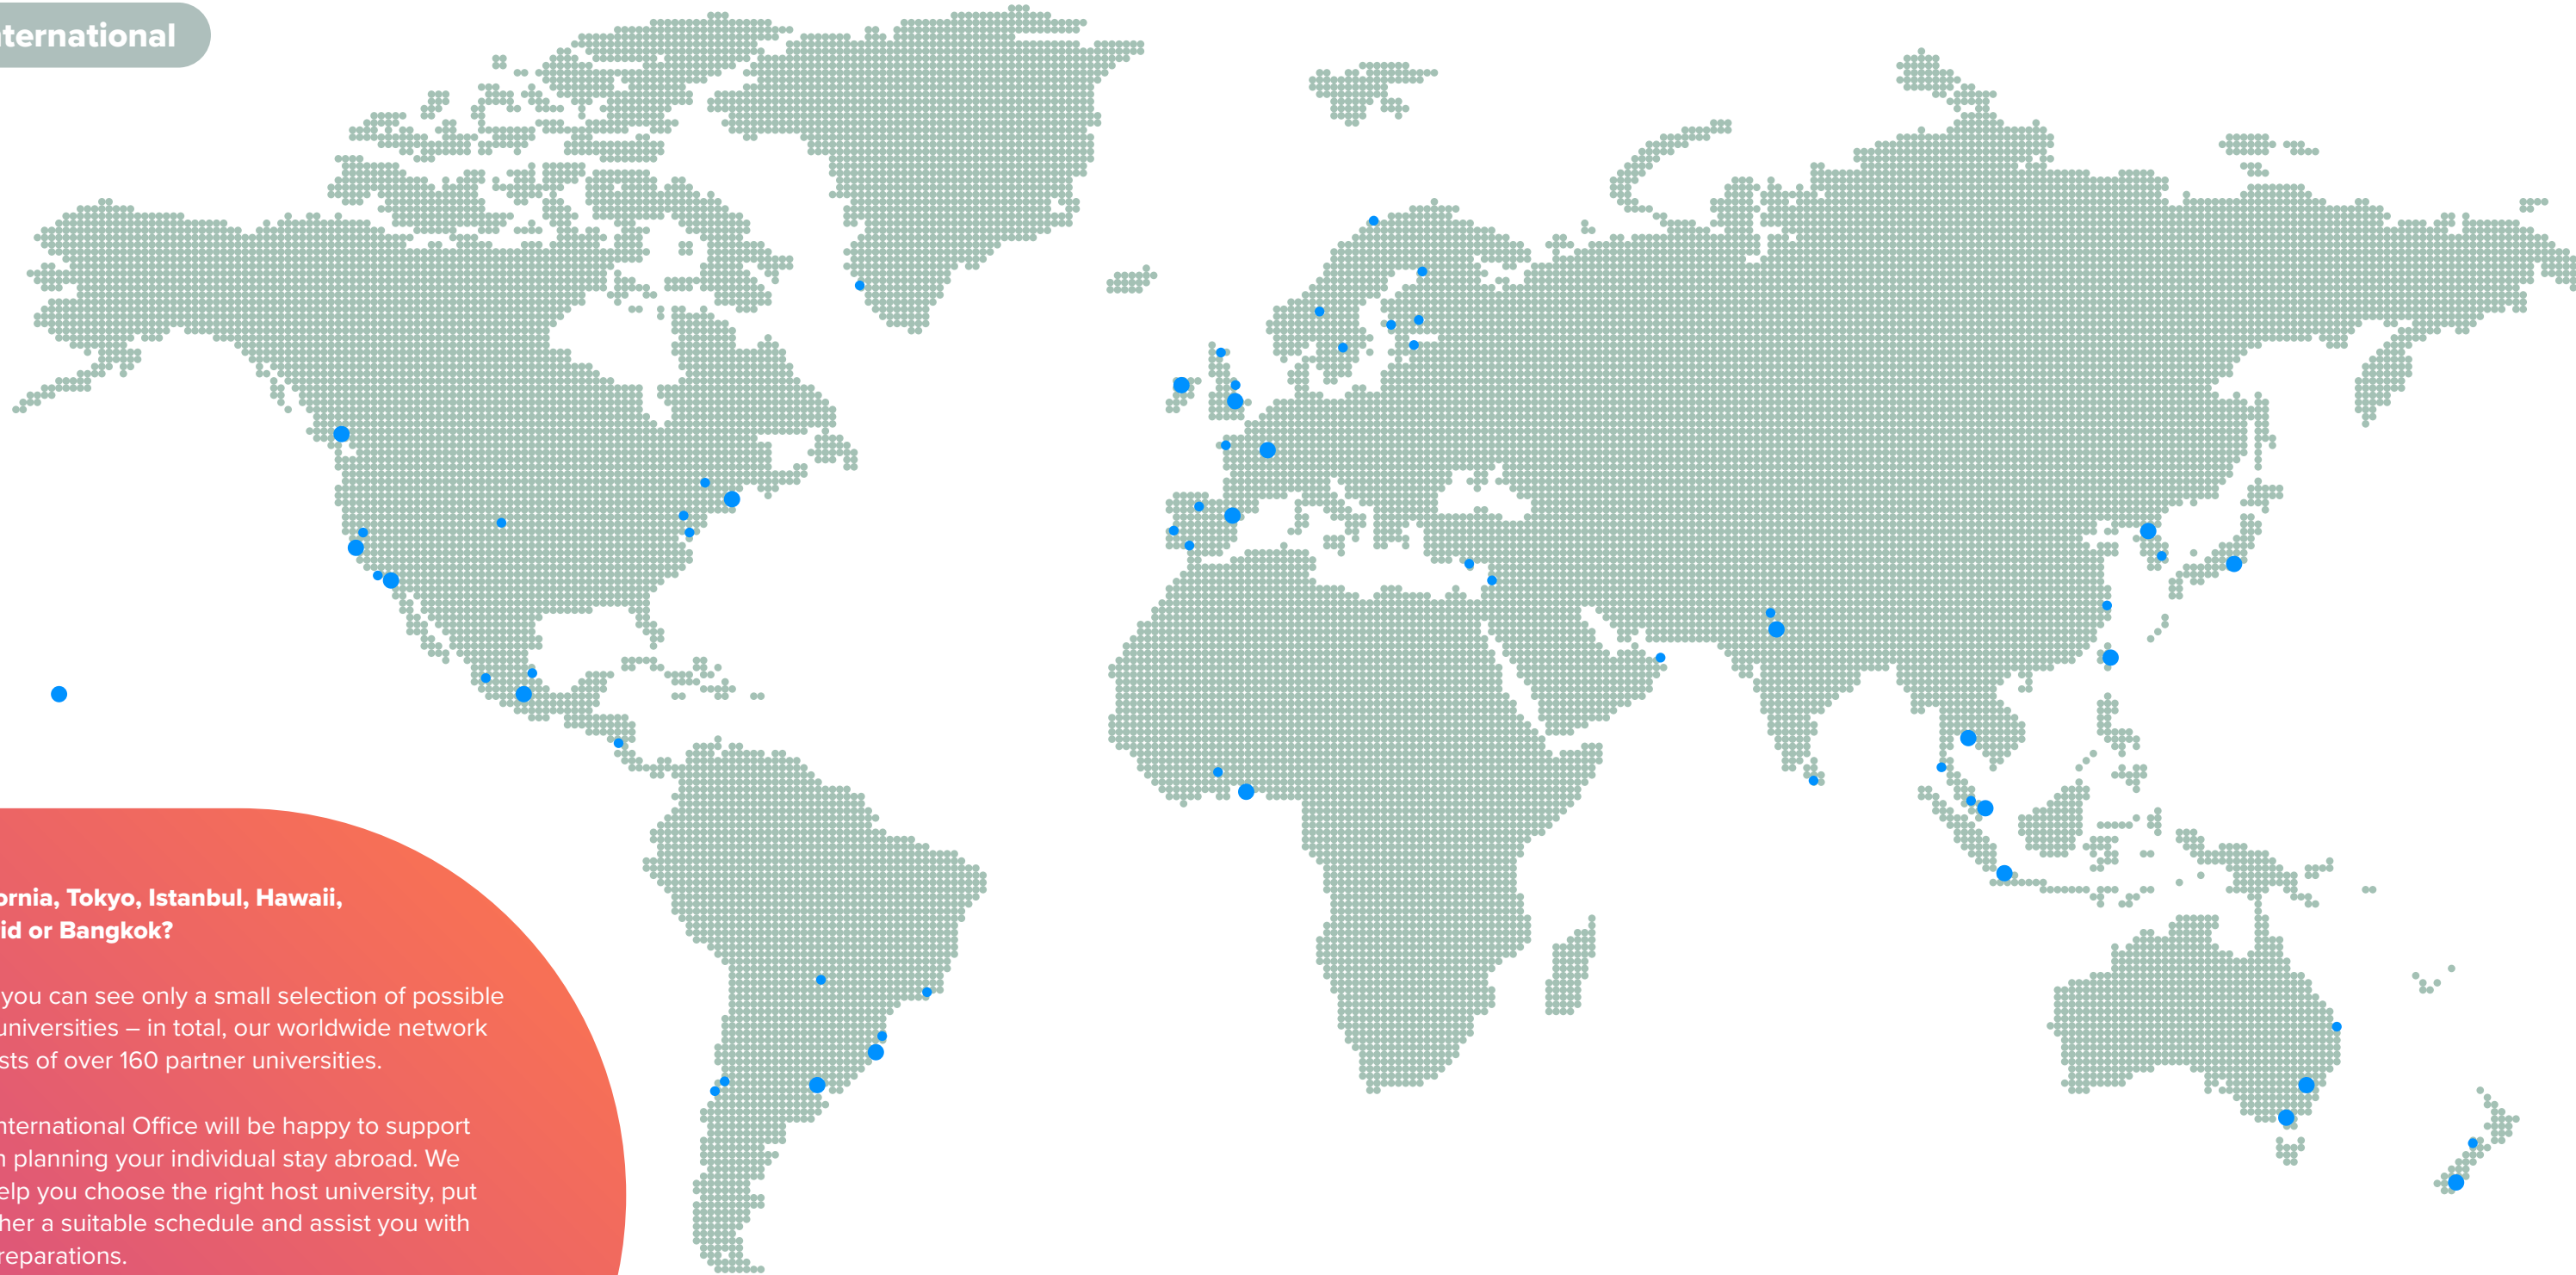 ternational
ornia, Tokyo, Istanbul, Hawaii,
id or Bangkok?
you can see only a small selection of possible
universities – in total, our worldwide network
sts of over 160 partner universities.
nternational Office will be happy to support
n planning your individual stay abroad. We
elp you choose the right host university, put
her a suitable schedule and assist you with
reparations.